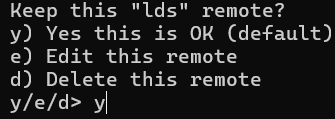 Keep this "lds" remote?
y) Yes this is OK (default)
e) Edit this remote
d) Delete this remote
y/e/d> y